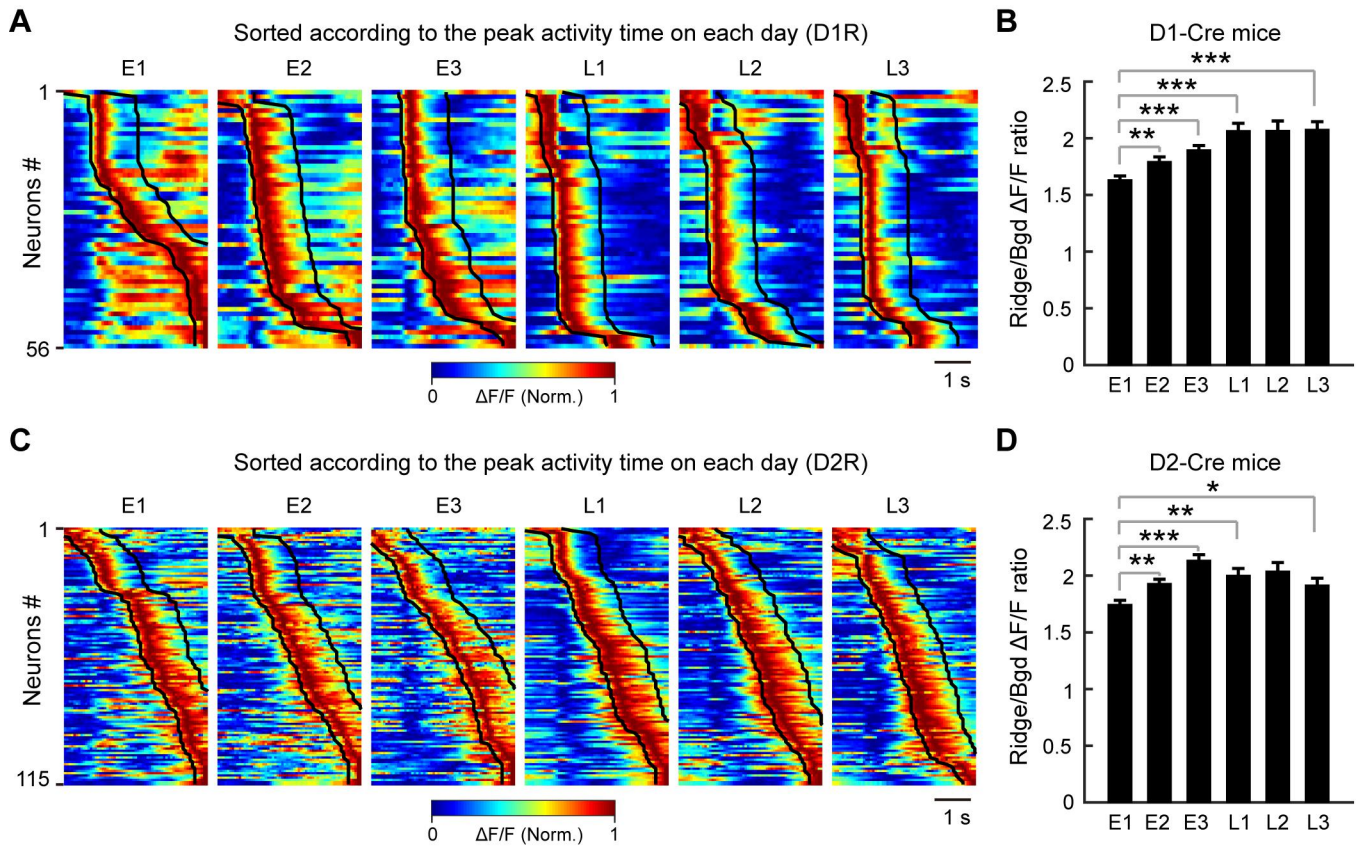 A
Sorted according to the peak activity time on each day (D1R)
E1 E2 E3 L1 L2 L3
1
Neurons #
56
0 1
ΔF/F (Norm.)
1 s
B
D1-Cre mice
***
***
***
**
2.5
2
1.5
1
0.5
0
Ridge/Bgd ΔF/F ratio
E1 E2 E3 L1 L2 L3
C
Sorted according to the peak activity time on each day (D2R)
E1 E2 E3 L1 L2 L3
1
Neurons #
115
0 1
ΔF/F (Norm.)
1 s
D
D2-Cre mice
*
**
***
**
2.5
2
1.5
1
0.5
0
Ridge/Bgd ΔF/F ratio
E1 E2 E3 L1 L2 L3